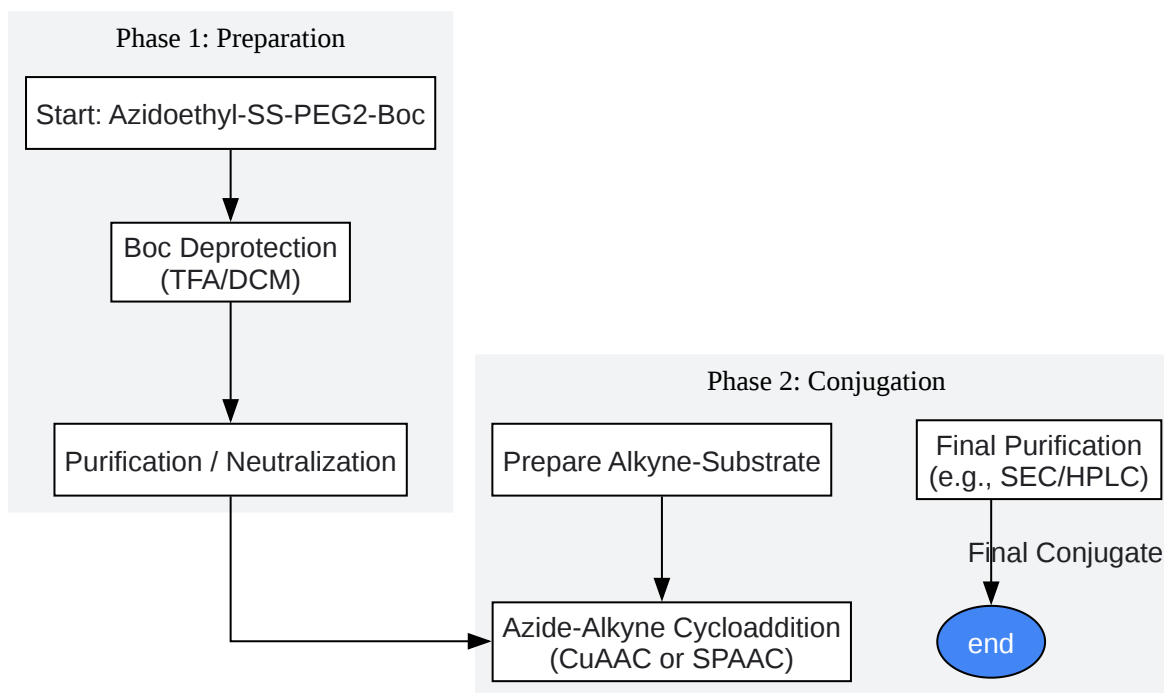 Phase 1: Preparation
Start: Azidoethyl-SS-PEG2-Boc
Boc Deprotection
(TFA/DCM)
Purification / Neutralization
Phase 2: Conjugation
Prepare Alkyne-Substrate
Azide-Alkyne Cycloaddition
(CuAAC or SPAAC)
Final Purification
(e.g., SEC/HPLC)
Final Conjugate
end